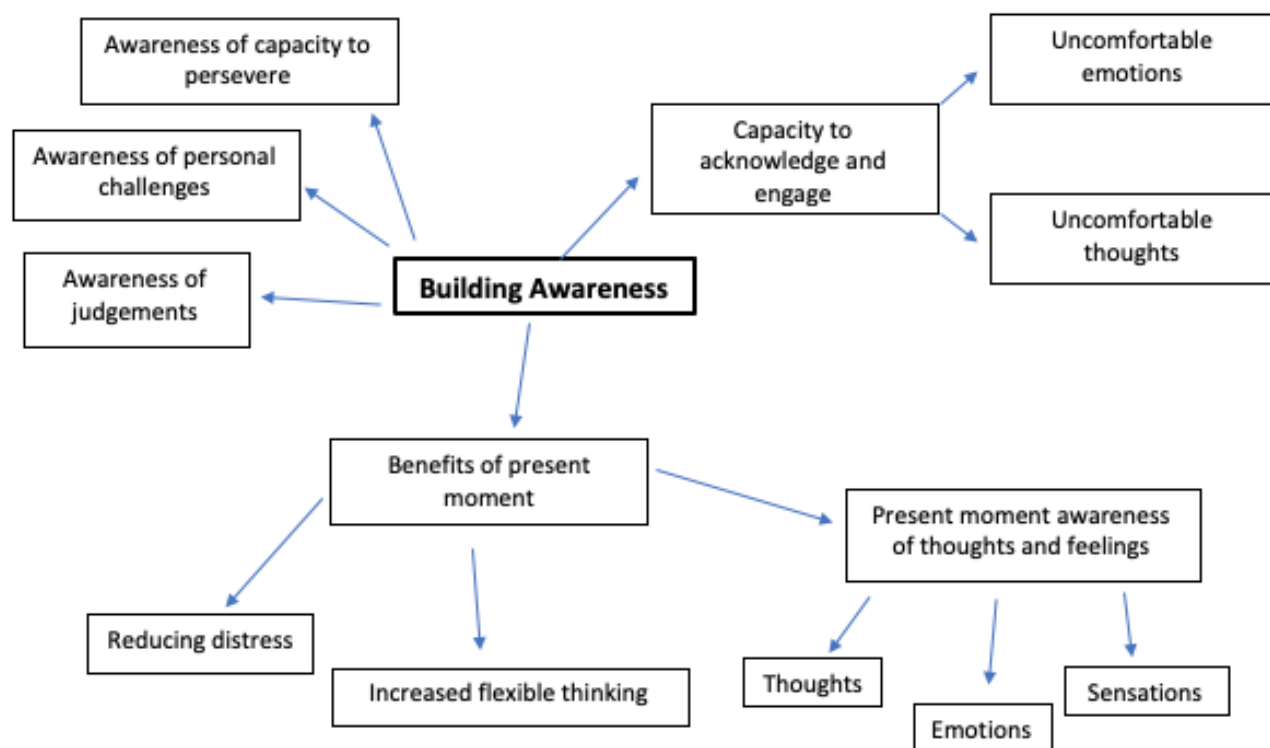 Awareness of capacity to
persevere
Uncomfortable
emotions
Capacity to
acknowledge and
engage
Awareness of personal
challenges
Uncomfortable
thoughts
Awareness of
judgements
Building Awareness
Benefits of present
moment
Present moment awareness
of thoughts and feelings
Reducing distress
Increased flexible thinking
Thoughts
Emotions
Sensations